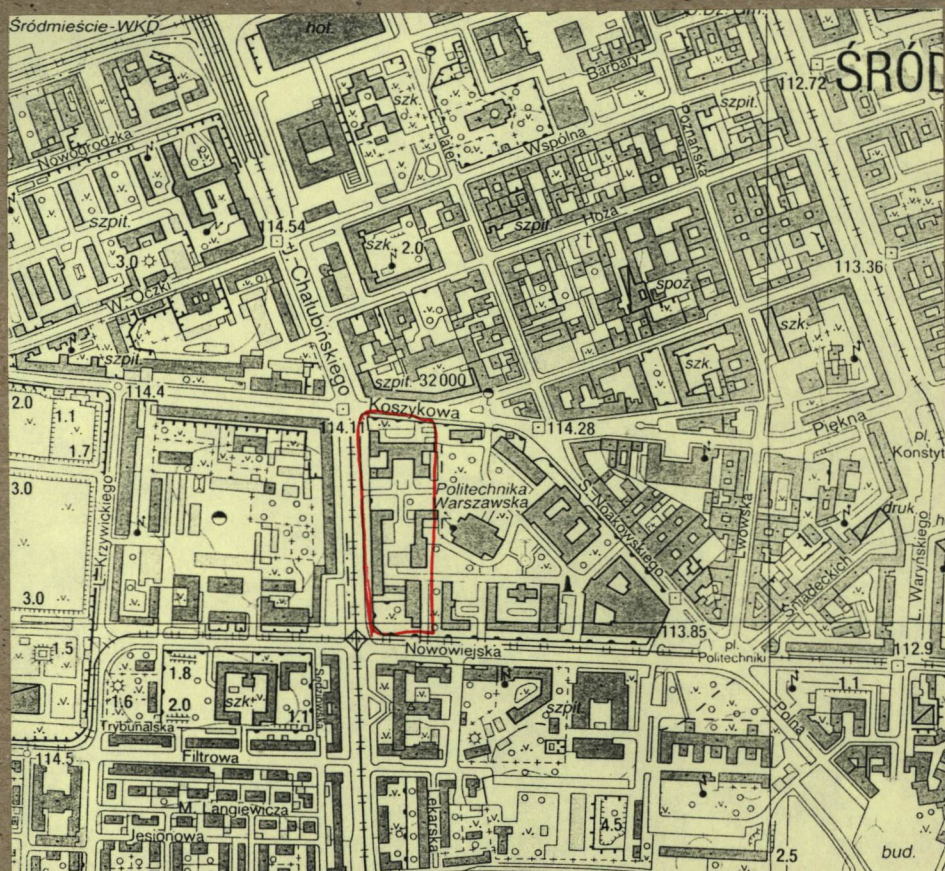 Śródmieście-WKD
hot.
112.72
ŚRÓD
Barbary
szk.
szpit.
Nowogrodzka
Wspólna
Poznańska
szpit.
114.54
szpit.
Hoża
szk.
2.0
3.0
113.36
W. Oczki
J. Chałubińskiego
spoż.
szk.
szpit.
szk.
szpit.
32 000
114.4
2.0
1.1
Koszykowa
114.11
114.28
Piękna
1.7
pl.
Konstyt
3.0
L. Krzywickiego
Politechnika
Warszawska
S. Noakowskiego
Lwowska
druk.
L. Waryńskiego
Śniadeckich
3.0
113.85
1.5
Nowowiejska
pl.
Politechniki
112.9
1.8
1.1
1.6
2.0
szk.
1.1
szpit.
Polna
Trybunalska
Filtrowa
114.5
M. Langiewicza
Jesionowa
4.5
2.5
bud.